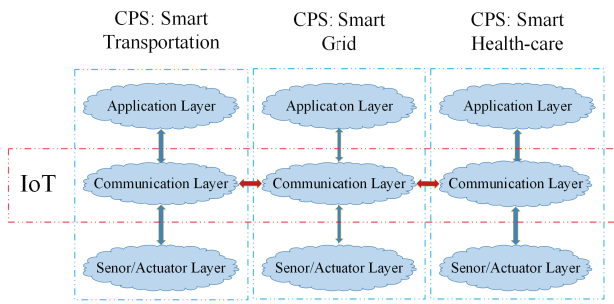 CPS: Smart
Transportation
CPS: Smart
Grid
CPS: Smart
Health-care
Application Layer
Application Layer
Application Layer
IoT
Communication Layer
Communication Layer
Communication Layer
Senor/Actuator Layer
Senor/Actuator Layer
Senor/Actuator Layer